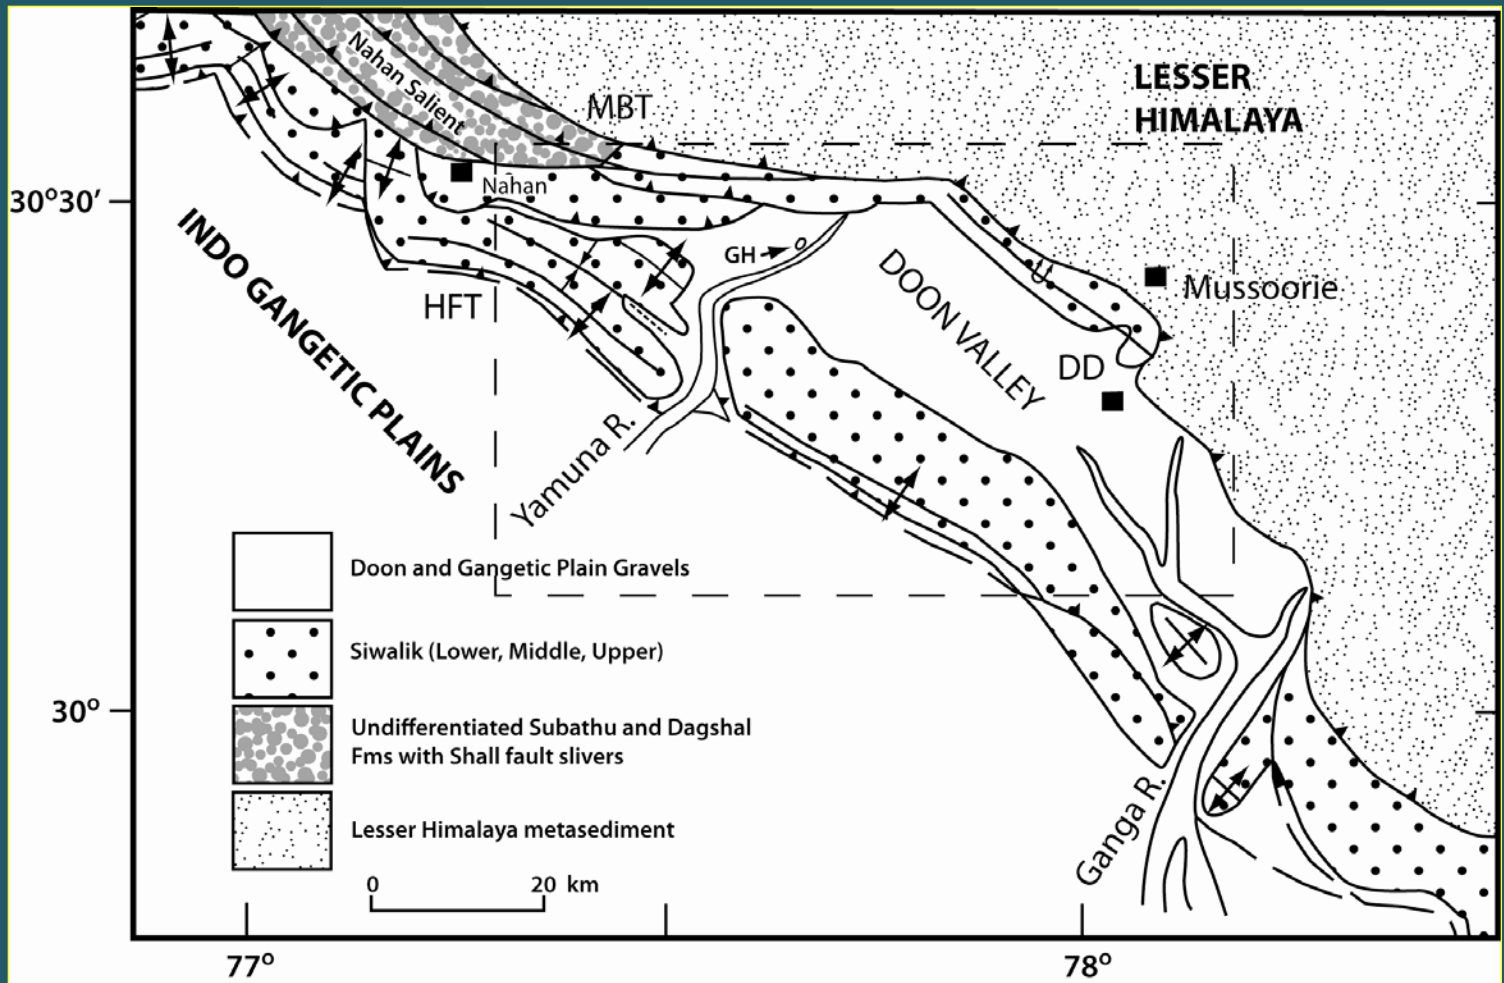 LESSER
HIMALAYA
Nahan Salient
MBT
Nahan
30°30'
GH
HFT
INDO GANGETIC PLAINS
DOON VALLEY
Mussoorie
DD
Yamuna R.
Doon and Gangetic Plain Gravels
Siwalik (Lower, Middle, Upper)
30°
Undifferentiated Subathu and Dagshal
Fms with Shall fault slivers
Lesser Himalaya metasediment
Ganga R.
0 20 km
77°
78°